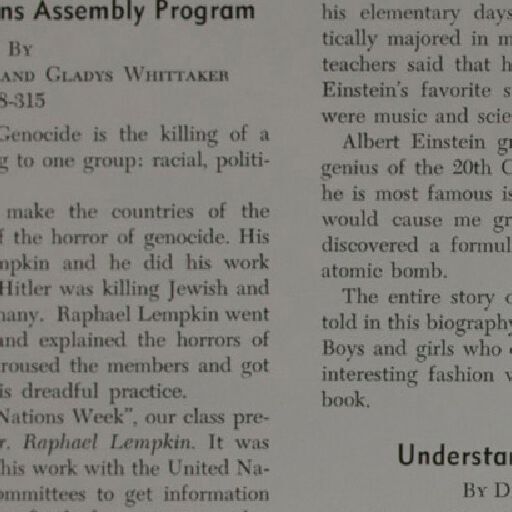 ns Assembly Program
By
and Gladys Whittaker
8-315
Genocide is the killing of a
g to one group: racial, politi-
make the countries of the
f the horror of genocide. His
mpkin and he did his work
Hitler was killing Jewish and
many. Raphael Lempkin went
and explained the horrors of
roused the members and got
is dreadful practice.
Nations Week", our class pre-
r. Raphael Lempkin. It was
his work with the United Na-
ommittees to get information
his elementary days
tically majored in m
teachers said that h
Einstein's favorite s
were music and scie
Albert Einstein gr
genius of the 20th C
he is most famous is
would cause me gr
discovered a formul
atomic bomb.
The entire story o
told in this biography
Boys and girls who
interesting fashion w
book.
Understan
By D